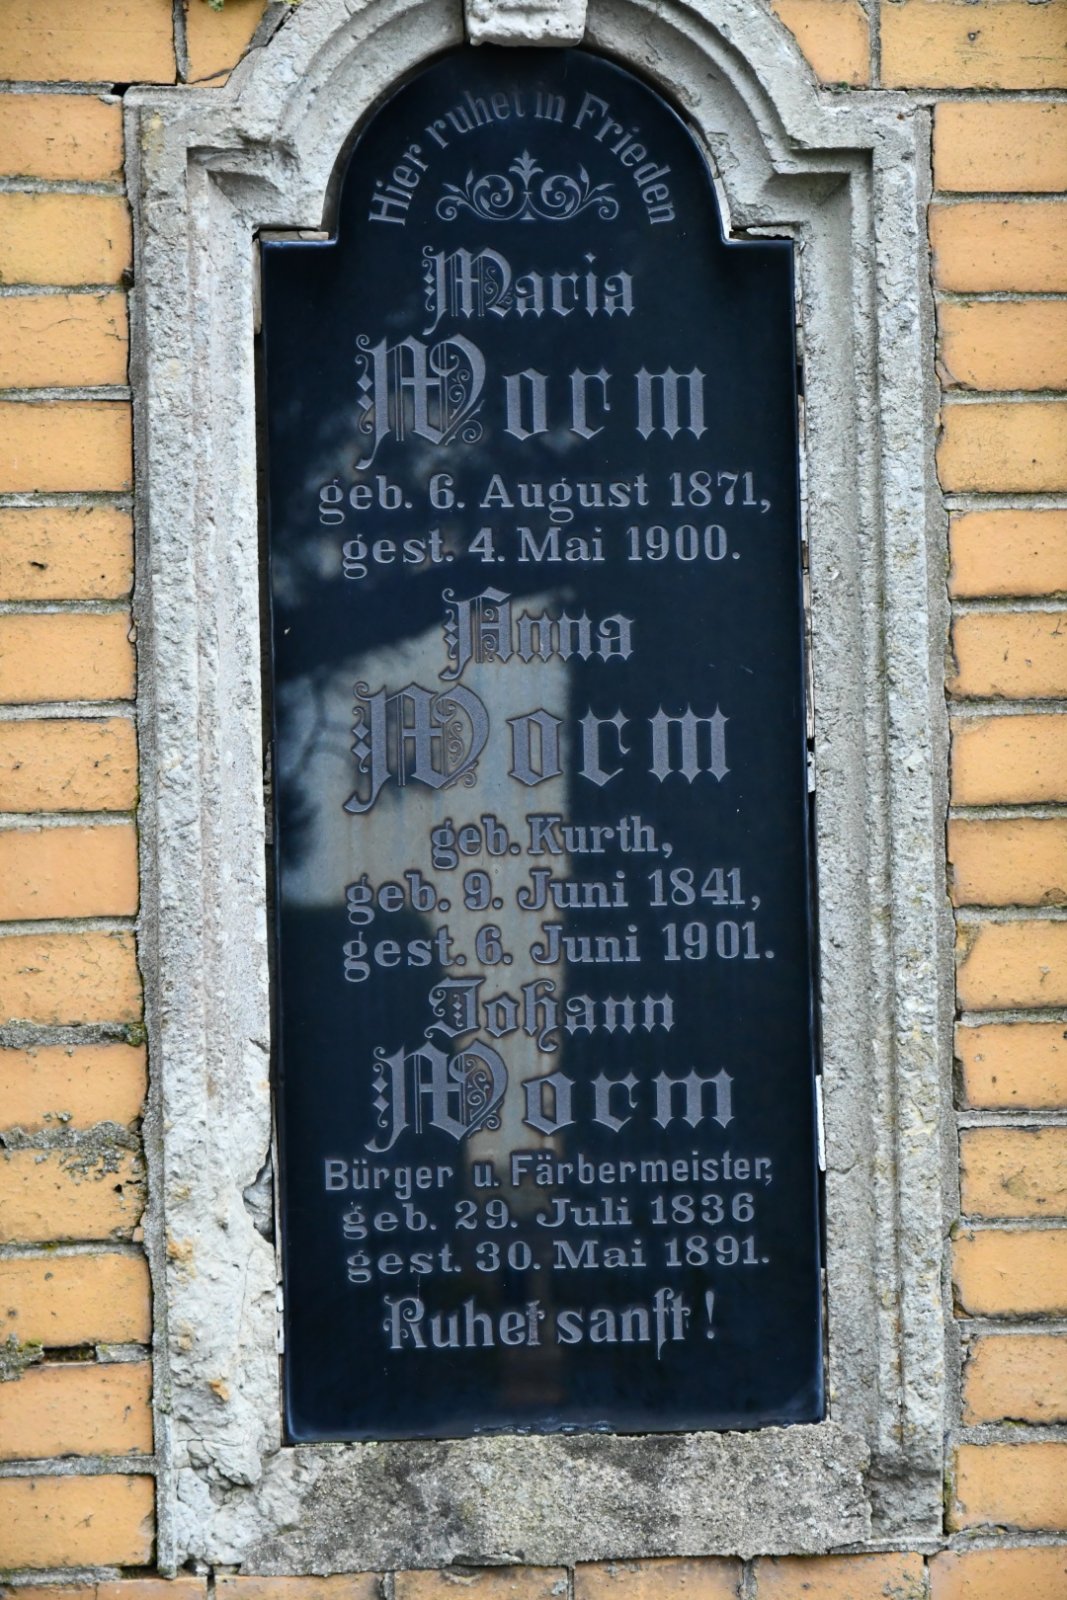 Hier ruhet in Frieden
Maria
Worm
geb. 6. August 1871,
gest. 4. Mai 1900.
Anna
Worm
geb. Kurth,
geb. 9. Juni 1841,
gest. 6. Juni 1901.
Johann
Worm
Bürger u. Färbermeister,
geb. 29. Juli 1836
gest. 30. Mai 1891.
Ruhet sanft!